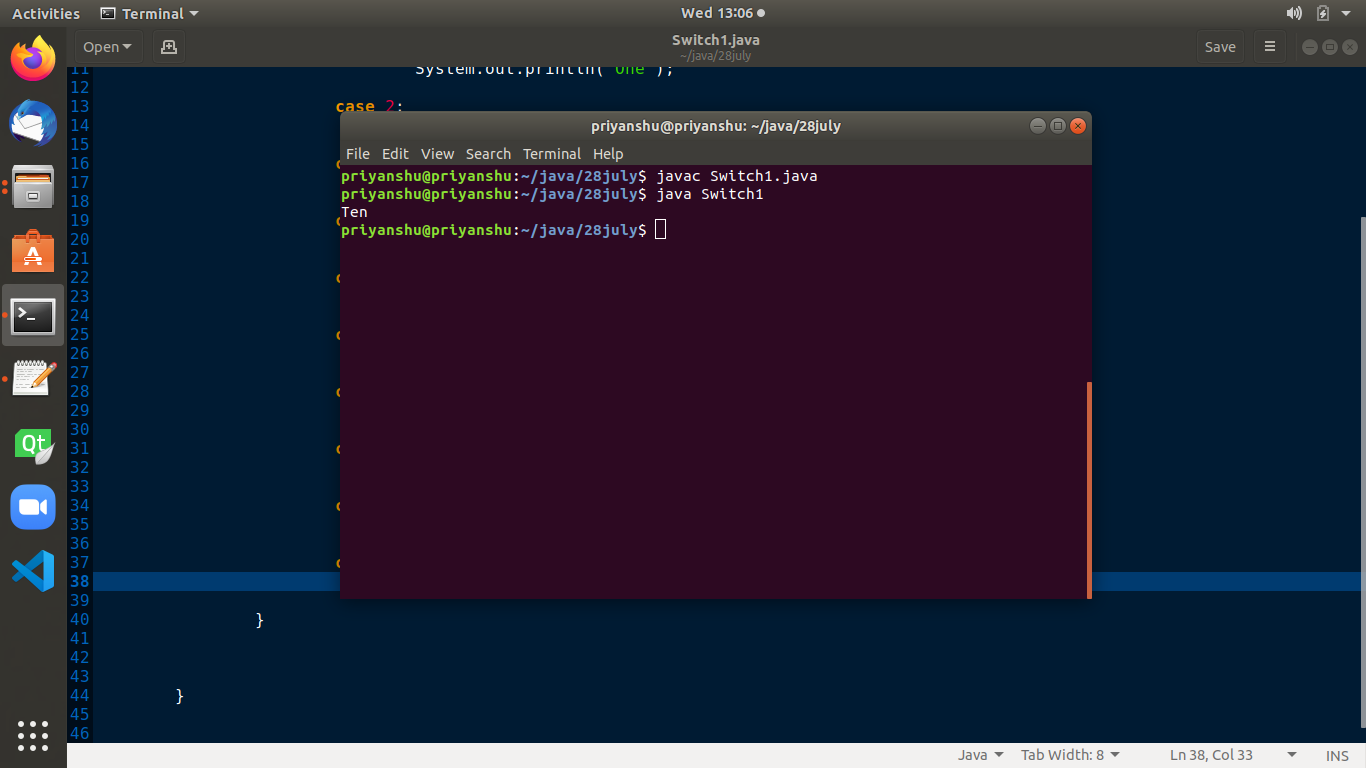 Activities Terminal Wed 13:06
Open Switch1.java Save
~/java/28july
11 System.out.println("One");
12
13 case 2:
14
15
16
17
18
19
20
21
22
23
24
25
26
27
28
29
30
31
32
33
34
35
36
37
38
39
40 }
41
42
43
44 }
45
46
priyanshu@priyanshu: ~/java/28july
File Edit View Search Terminal Help
priyanshu@priyanshu:~/java/28july$ javac Switch1.java
priyanshu@priyanshu:~/java/28july$ java Switch1
Ten
priyanshu@priyanshu:~/java/28july$
Qt
Java Tab Width: 8 Ln 38, Col 33 INS